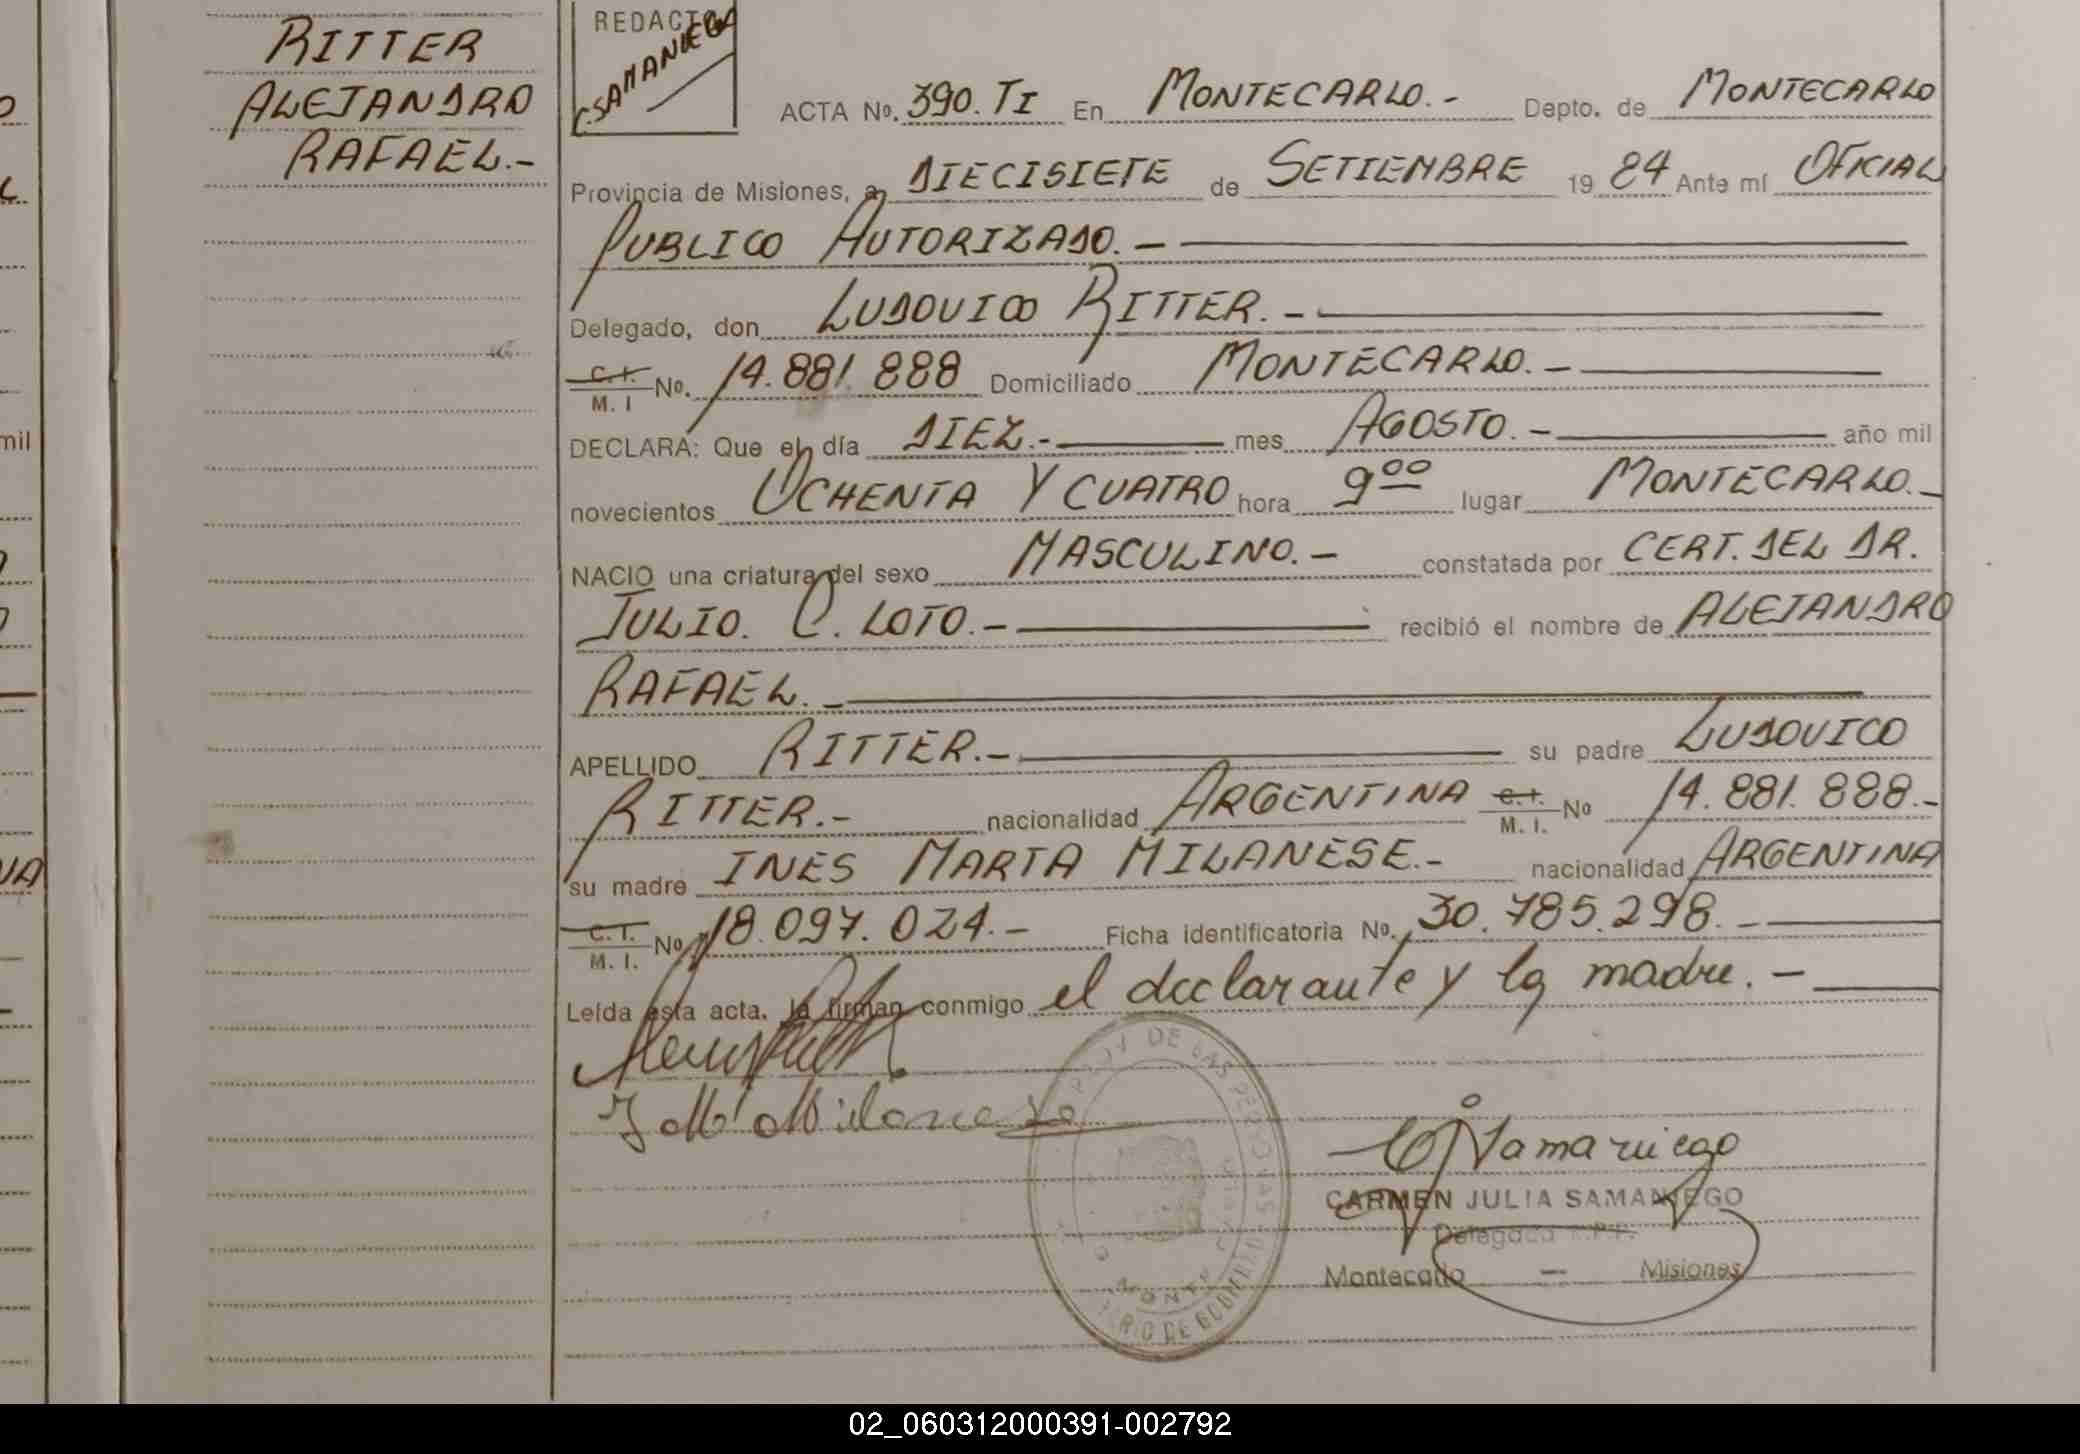 RITTER
ALEJANDRO
RAFAEL.-
REDACTO
C.SAMANIEGO
ACTA No. 390. TI En MONTECARLO.- Depto. de MONTECARLO
Provincia de Misiones, a DIECISIETE de SETIEMBRE 19 84 Ante mí OFICIAL
PUBLICO AUTORIZADO.-
Delegado, don LUDOVICO RITTER.-
C. I. M. I No. 14.881.888 Domiciliado MONTECARLO.-
DECLARA: Que el día DIEZ.- mes AGOSTO.- año mil
novecientos OCHENTA Y CUATRO hora 900 lugar MONTECARLO.-
NACIO una criatura del sexo MASCULINO.- constatada por CERT. DEL DR.
JULIO. C. LOTO.- recibió el nombre de ALEJANDRO
RAFAEL.-
APELLIDO RITTER.- su padre LUDOVICO
RITTER.- nacionalidad ARGENTINA C. I. M. I. No 14.881.888.-
su madre INES MARTA MILANESE.- nacionalidad ARGENTINA
C. I. M. I. No 18.097.024.- Ficha identificatoria No. 30.785.298.-
Leída esta acta, la firman conmigo el declarante y la madre.-
CARMEN JULIA SAMANIEGO
Delegada R.P.P.
Montecarlo - Misiones
02_060312000391-002792